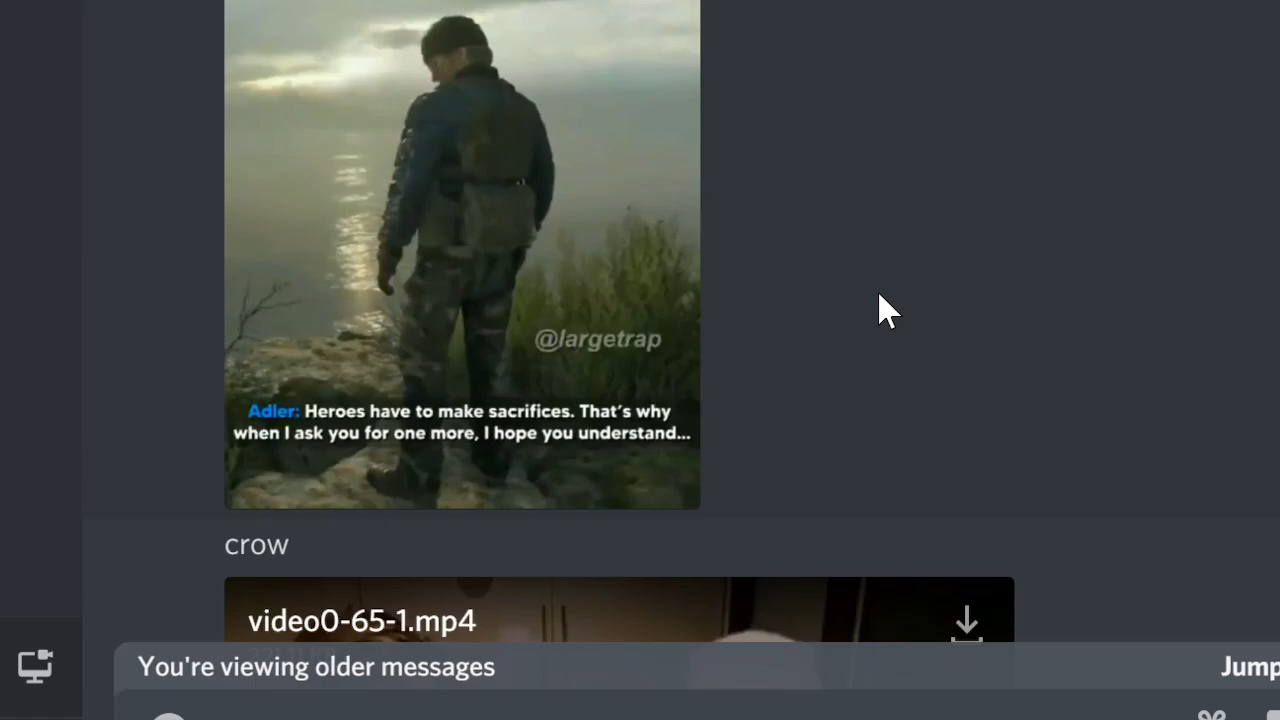 @largetrap
Adler: Heroes have to make sacrifices. That's why
when I ask you for one more, I hope you understand...
crow
video0-65-1.mp4
You're viewing older messages
Jump